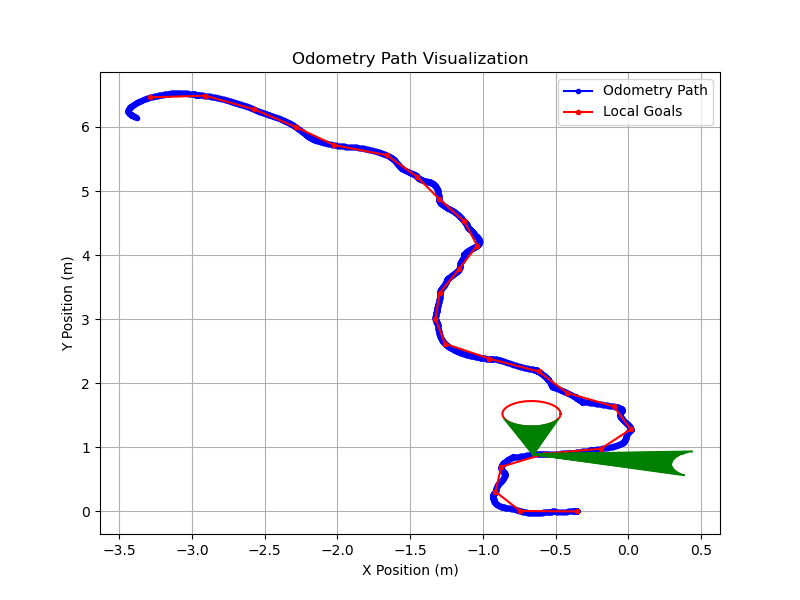 Odometry Path Visualization
Odometry Path
Local Goals
Y Position (m)
6
5
4
3
2
1
0
−3.5 −3.0 −2.5 −2.0 −1.5 −1.0 −0.5 0.0 0.5
X Position (m)